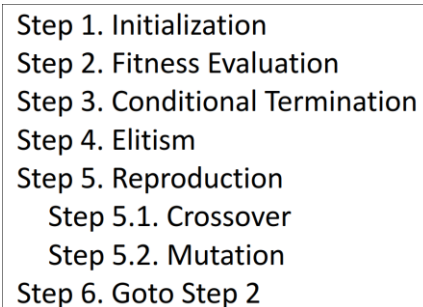 Step 1. Initialization
Step 2. Fitness Evaluation
Step 3. Conditional Termination
Step 4. Elitism
Step 5. Reproduction
Step 5.1. Crossover
Step 5.2. Mutation
Step 6. Goto Step 2